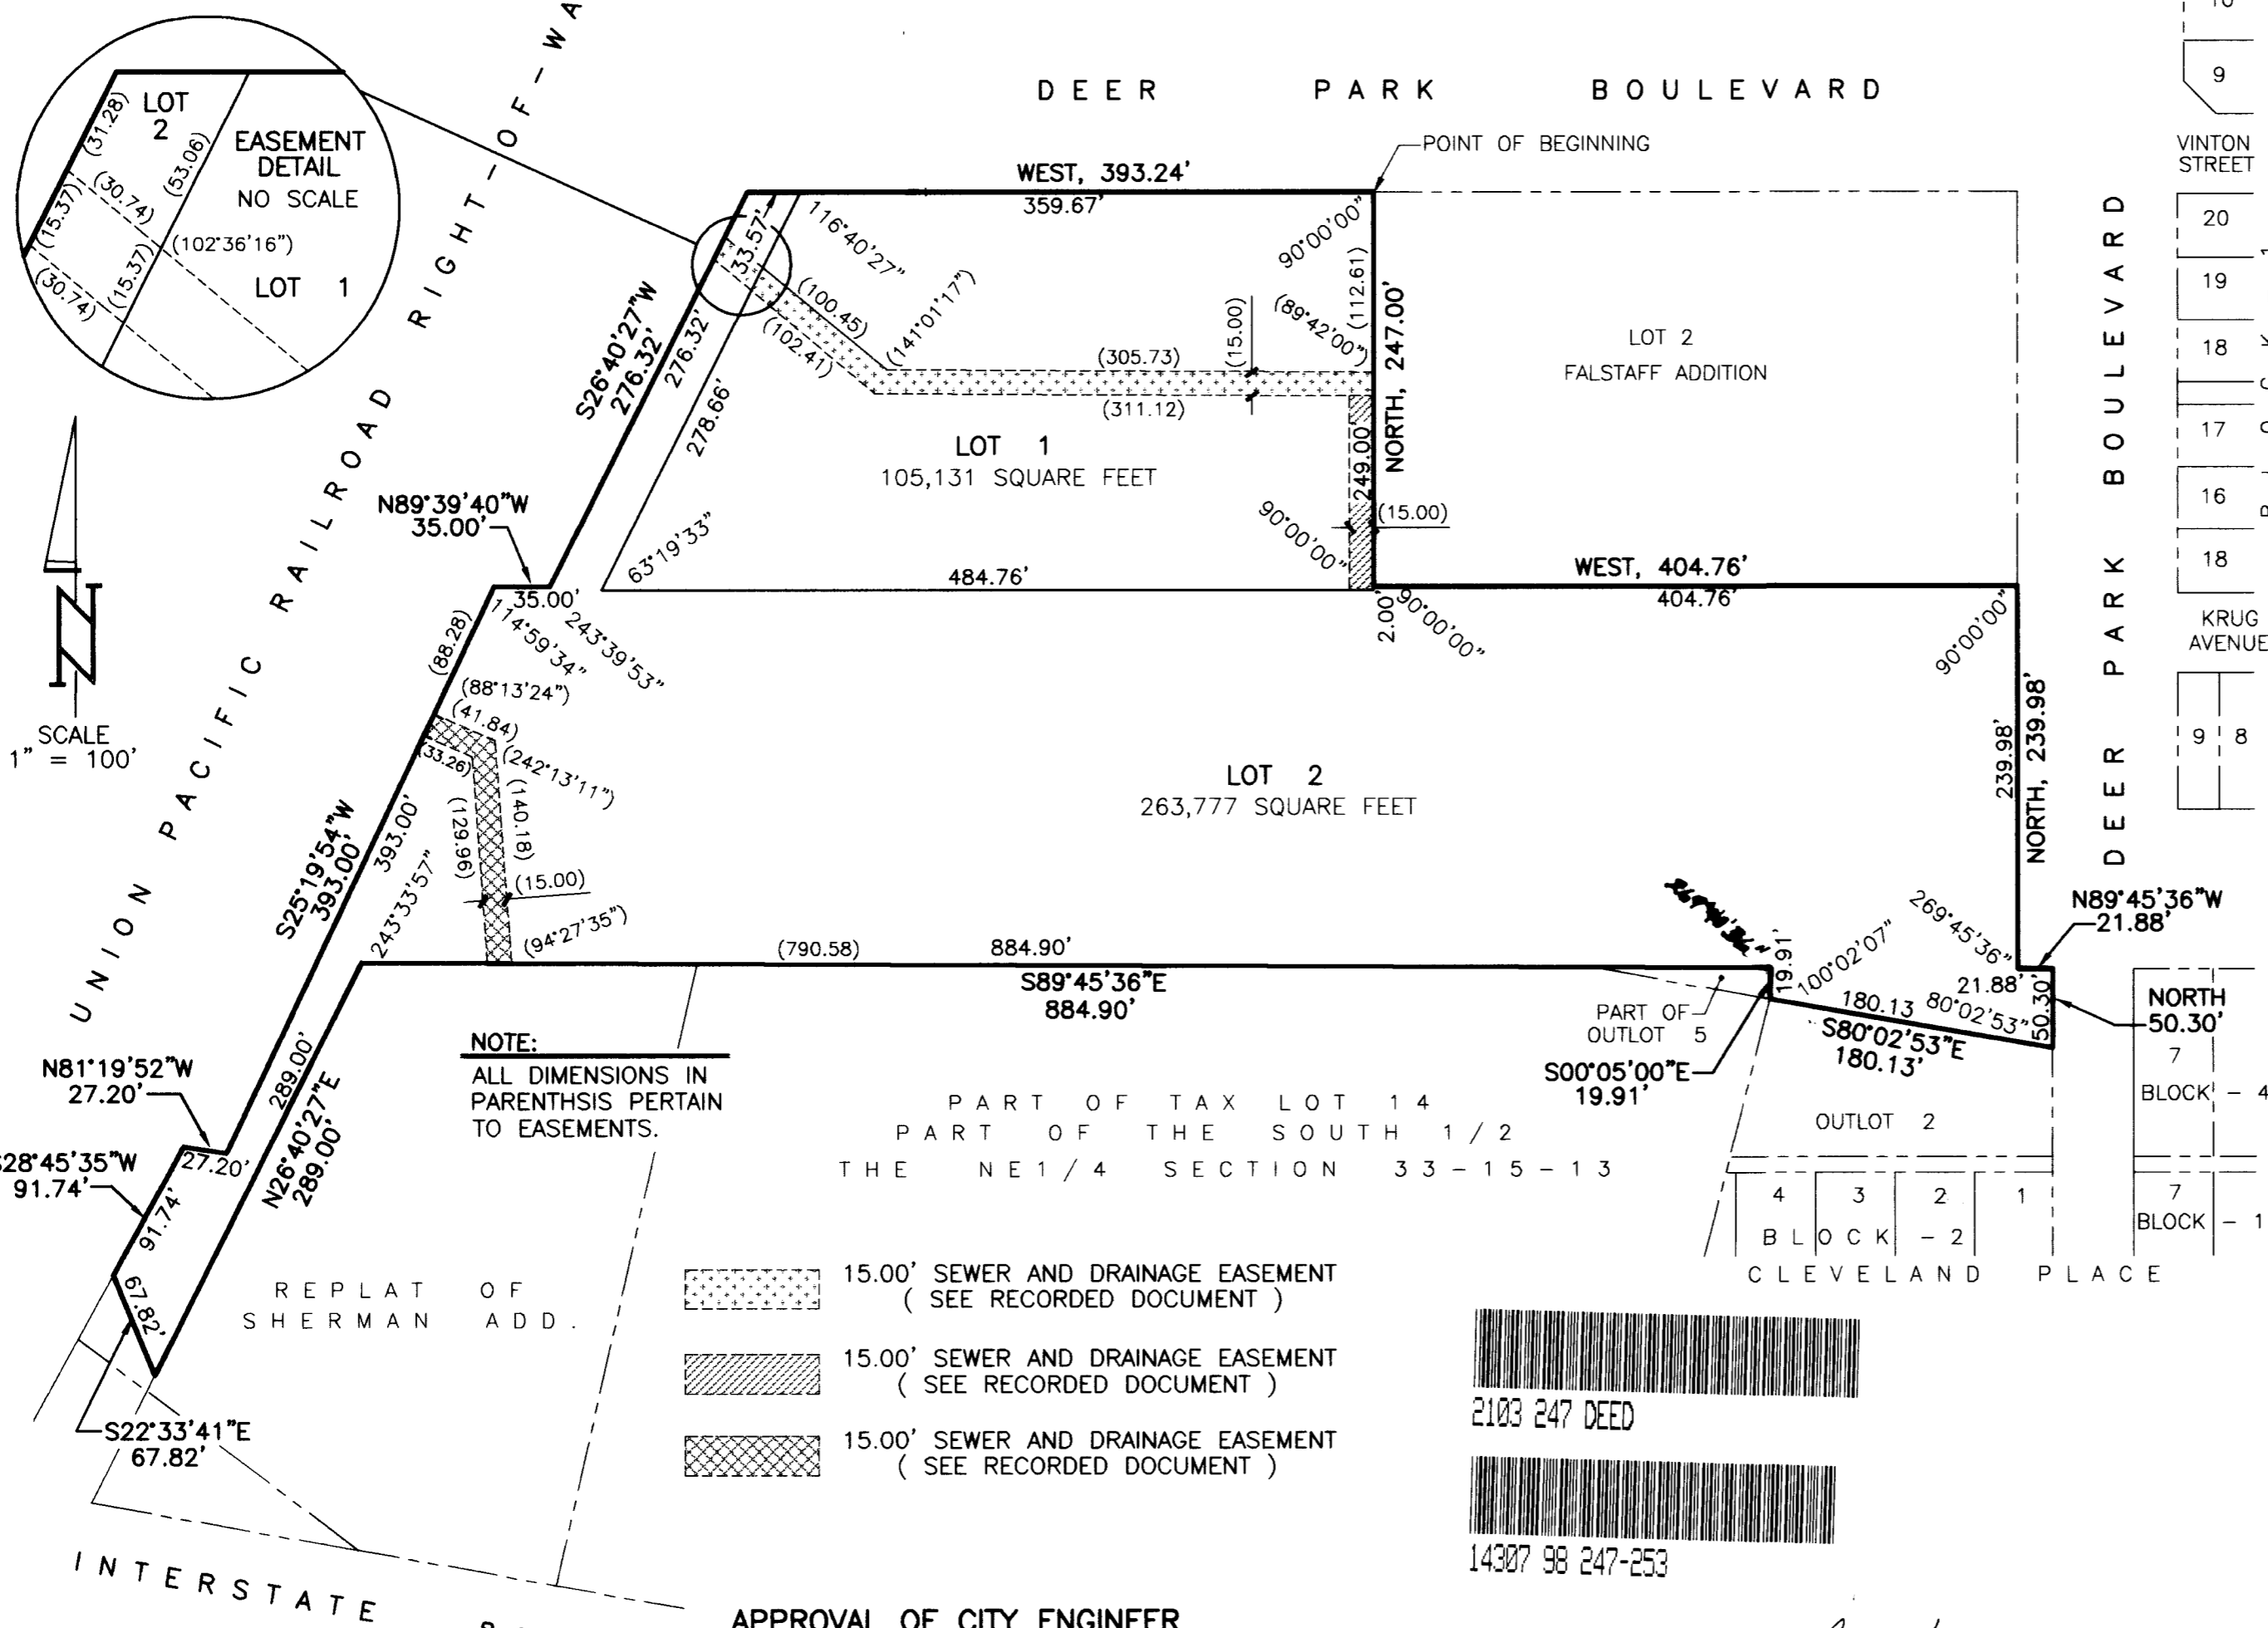 LOT
2
EASEMENT
DETAIL
NO SCALE
(31.28)
(53.06)
(30.74)
(15.37)
(15.37)
(102°36'16")
(30.74)
LOT 1
UNION PACIFIC RAILROAD RIGHT-OF-WA
DEER PARK BOULEVARD
POINT OF BEGINNING
WEST, 393.24'
359.67'
33.57'
116°40'27"
90°00'00"
(112.61)
(89°42'00")
NORTH, 247.00'
249.00'
(100.45)
(102.41)
(141°01'17")
(305.73)
(15.00)
(311.12)
S26°40'27"W
276.32'
276.32'
278.66'
LOT 1
105,131 SQUARE FEET
63°19'33"
90°00'00"
(15.00)
484.76'
LOT 2
FALSTAFF ADDITION
WEST, 404.76'
404.76'
2.00'
90°00'00"
90°00'00"
N89°39'40"W
35.00'
35.00'
114°59'34"
243°39'53"
(88.28)
(88°13'24")
(41.84)
(33.26)
(242°13'11")
(140.18)
(129.96)
(15.00)
(94°27'35")
SCALE
1" = 100'
N
S25°19'54"W
393.00'
393.00'
243°33'57"
LOT 2
263,777 SQUARE FEET
239.98'
NORTH, 239.98'
DEER PARK BOULEVARD
(790.58)
884.90'
S89°45'36"E
884.90'
19.91'
100°02'07"
269°45'36"
N89°45'36"W
21.88'
21.88'
180.13
80°02'53"
50.30'
S80°02'53"E
180.13'
NORTH
50.30'
PART OF
OUTLOT 5
S00°05'00"E
19.91'
NOTE:
ALL DIMENSIONS IN
PARENTHSIS PERTAIN
TO EASEMENTS.
N81°19'52"W
27.20'
27.20'
289.00'
N26°40'27"E
289.00'
S28°45'35"W
91.74'
91.74'
67.82'
S22°33'41"E
67.82'
PART OF TAX LOT 14
PART OF THE SOUTH 1/2
THE NE1/4 SECTION 33-15-13
REPLAT OF
SHERMAN ADD.
OUTLOT 2
4 3 2 1
BLOCK - 2
CLEVELAND PLACE
7
BLOCK - 4
7
BLOCK - 1
9
VINTON
STREET
20
19
18
17
16
18
KRUG
AVENUE
9 8
15.00' SEWER AND DRAINAGE EASEMENT
( SEE RECORDED DOCUMENT )
15.00' SEWER AND DRAINAGE EASEMENT
( SEE RECORDED DOCUMENT )
15.00' SEWER AND DRAINAGE EASEMENT
( SEE RECORDED DOCUMENT )
2103 247 DEED
14307 98 247-253
INTERSTATE
APPROVAL OF CITY ENGINEER